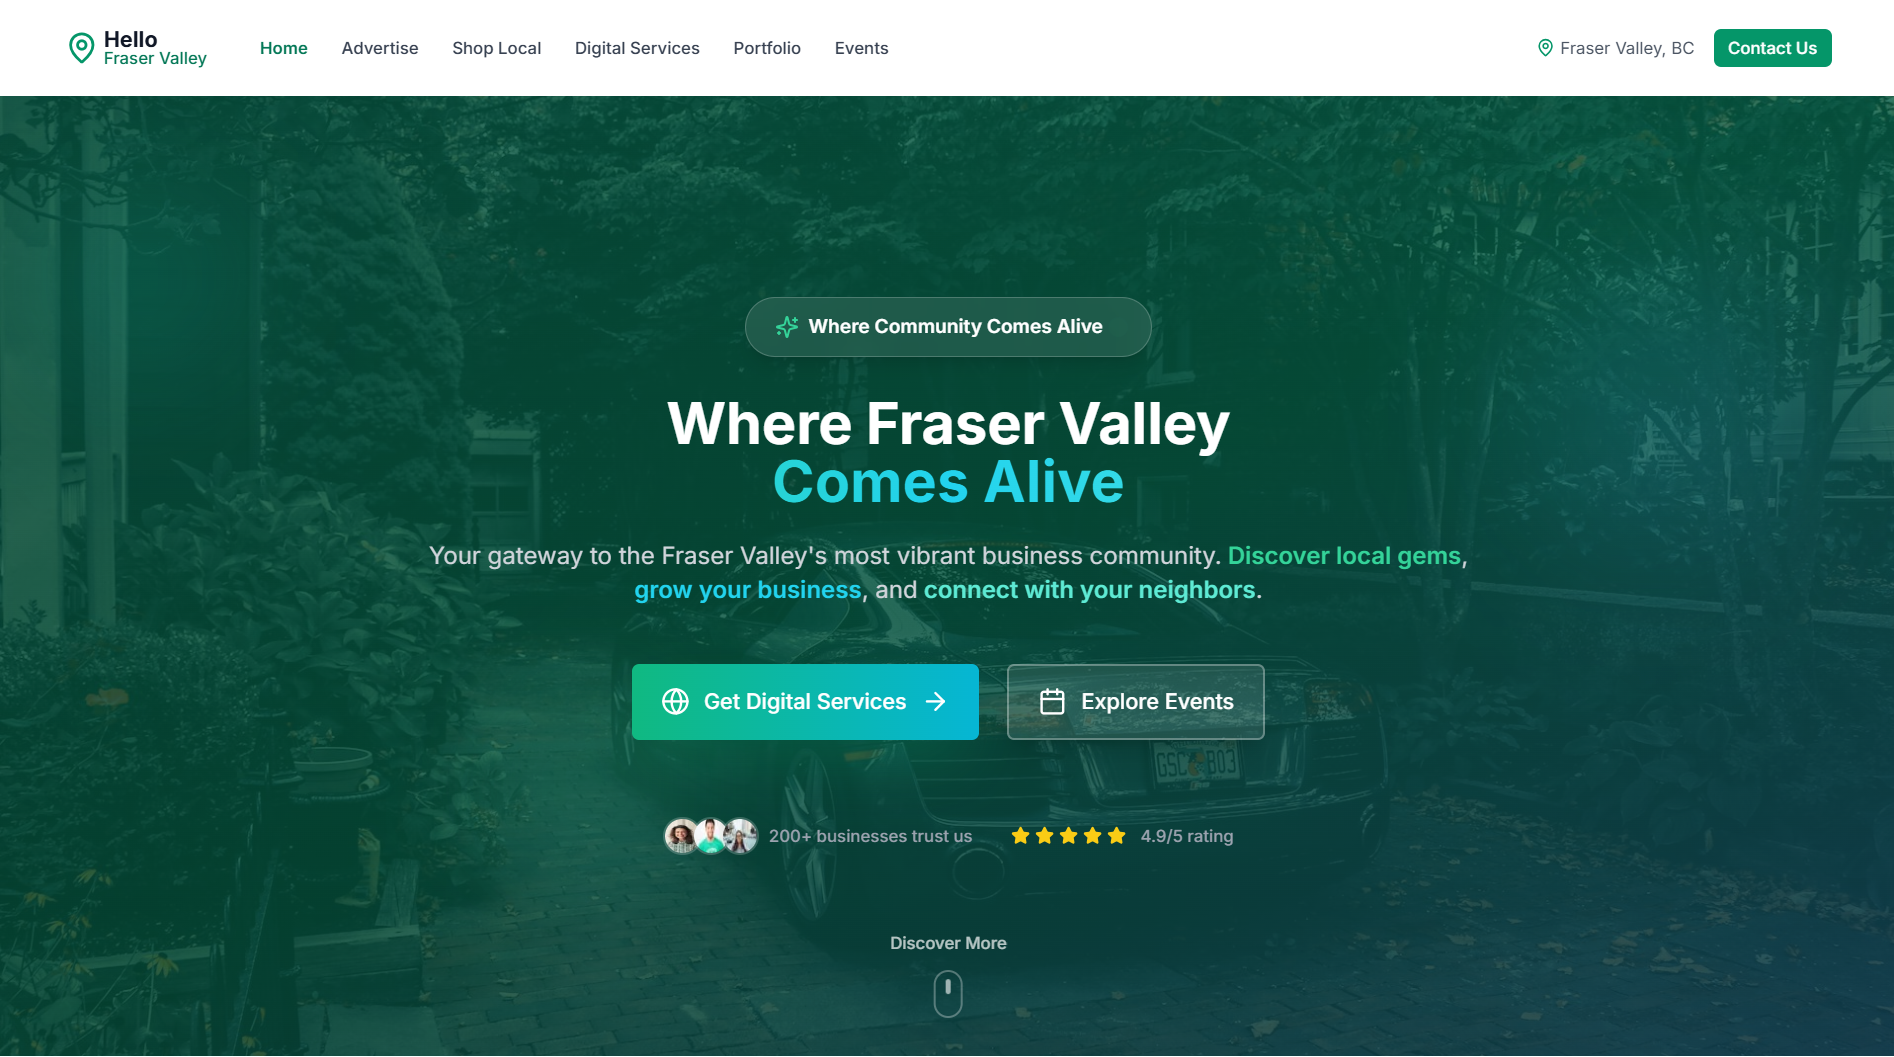 Hello
Fraser Valley
Home
Advertise
Shop Local
Digital Services
Portfolio
Events
Fraser Valley, BC
Contact Us
Where Community Comes Alive
Where Fraser Valley
Comes Alive
Your gateway to the Fraser Valley's most vibrant business community. Discover local gems,
grow your business, and connect with your neighbors.
Get Digital Services
Explore Events
GSC B03
200+ businesses trust us
4.9/5 rating
Discover More